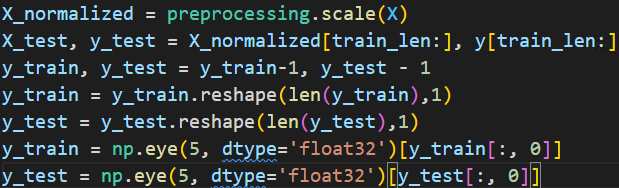 X_normalized = preprocessing.scale(X)
X_test, y_test = X_normalized[train_len:], y[train_len:]
y_train, y_test = y_train-1, y_test - 1
y_train = y_train.reshape(len(y_train),1)
y_test = y_test.reshape(len(y_test),1)
y_train = np.eye(5, dtype='float32')[y_train[:, 0]]
y_test = np.eye(5, dtype='float32')[y_test[:, 0]]